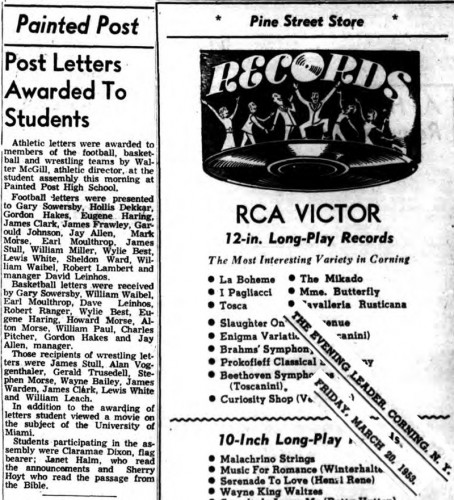 Painted Post
Post Letters
Awarded To
Students
Athletic letters were awarded to
members of the football, basket-
ball and wrestling teams by Wal-
ter McGill, athletic director, at the
student assembly this morning at
Painted Post High School.
Football letters were presented
to Gary Sowersby, Hollis Dekkar,
Gordon Hakes, Eugene Haring,
James Clark, James Frawley, Gar-
ould Johnson, Jay Allen, Mark
Morse, Earl Moulthrop, James
Stull, William Miller, Wylie Best,
Lewis White, Sheldon Ward, Wil-
liam Waibel, Robert Lambert and
manager David Leinhos.
Basketball letters were received
by Gary Sowersby, William Waibel,
Earl Moulthrop, Dave Leinhos,
Robert Ranger, Wylie Best, Eu-
gene Haring, Howard Morse, Al-
ton Morse, William Paul, Charles
Pitcher, Gordon Hakes and Jay
Allen, manager.
Those recipients of wrestling let-
ters were James Stull, Alan Vog-
genthaler, Gerald Trusadell, Ste-
phen Morse, Wayne Bailey, James
Warden, James Clark, Lewis White
and William Leach.
In addition to the awarding of
letters student viewed a movie on
the subject of the University of
Miami.
Students participating in the as-
sembly were Claramae Dixon, flag
bearer; Janet Halm, who read
the announcements and Sherry
Hoyt who read the passage from
the Bible.
* Pine Street Store *
RECORDS
RCA VICTOR
12-in. Long-Play Records
The Most Interesting Variety in Corning
● La Boheme ● The Mikado
● I Pagliacci ● Mme. Butterfly
● Tosca ● Cavalleria Rusticana
● Slaughter On
● Enigma
● Brahms' Symphony
● Prokofieff Classical
● Beethoven
(Toscanini)
● Curiosity Shop
THE EVENING LEADER, CORNING, N. Y.
FRIDAY, MARCH 20, 1953.
10-Inch Long-Play
● Malachrino Strings
● Music For Romance
● Serenade To Love (Henri Rene)
● Wayne King Waltzes